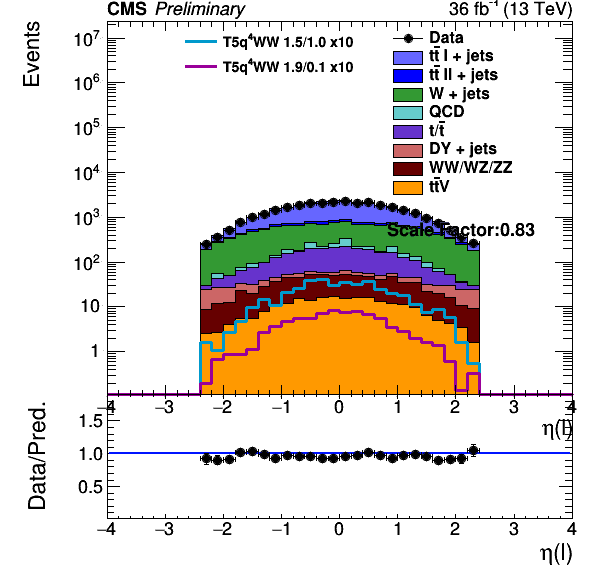 CMS Preliminary 36 fb⁻¹ (13 TeV)
Events
T5q⁴WW 1.5/1.0 x10
T5q⁴WW 1.9/0.1 x10
Data
tt̄ l + jets
tt̄ ll + jets
W + jets
QCD
t/t̄
DY + jets
WW/WZ/ZZ
tt̄V
Scale Factor:0.83
10⁷
10⁶
10⁵
10⁴
10³
10²
10
1
−4 −3 −2 −1 0 1 2 3 4
η(l)
Data/Pred.
1.5
1.0
0.5
−4 −3 −2 −1 0 1 2 3 4
η(l)